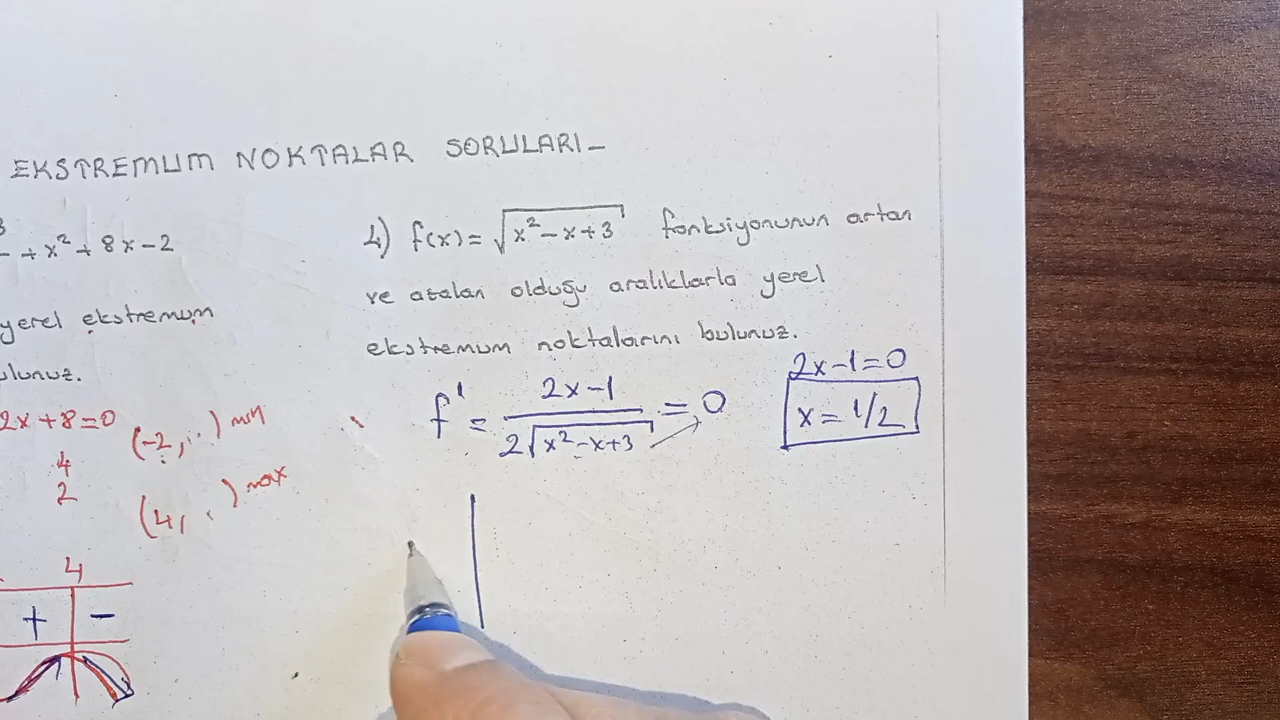 EKSTREMUM NOKTALAR SORULARI-
3
- + x² + 8x - 2
yerel ekstremum
ulunuz.
2x + 8 = 0
4
2
(-2, ..) min
(4, . ) max
4
+ -
4) f(x) = √x² - x + 3 fonksiyonunun artan
ve azalan olduğu aralıklarla yerel
ekstremum noktalarını bulunuz.
f' = 2x - 1 / 2√x² - x + 3 = 0
2x - 1 = 0
x = 1/2